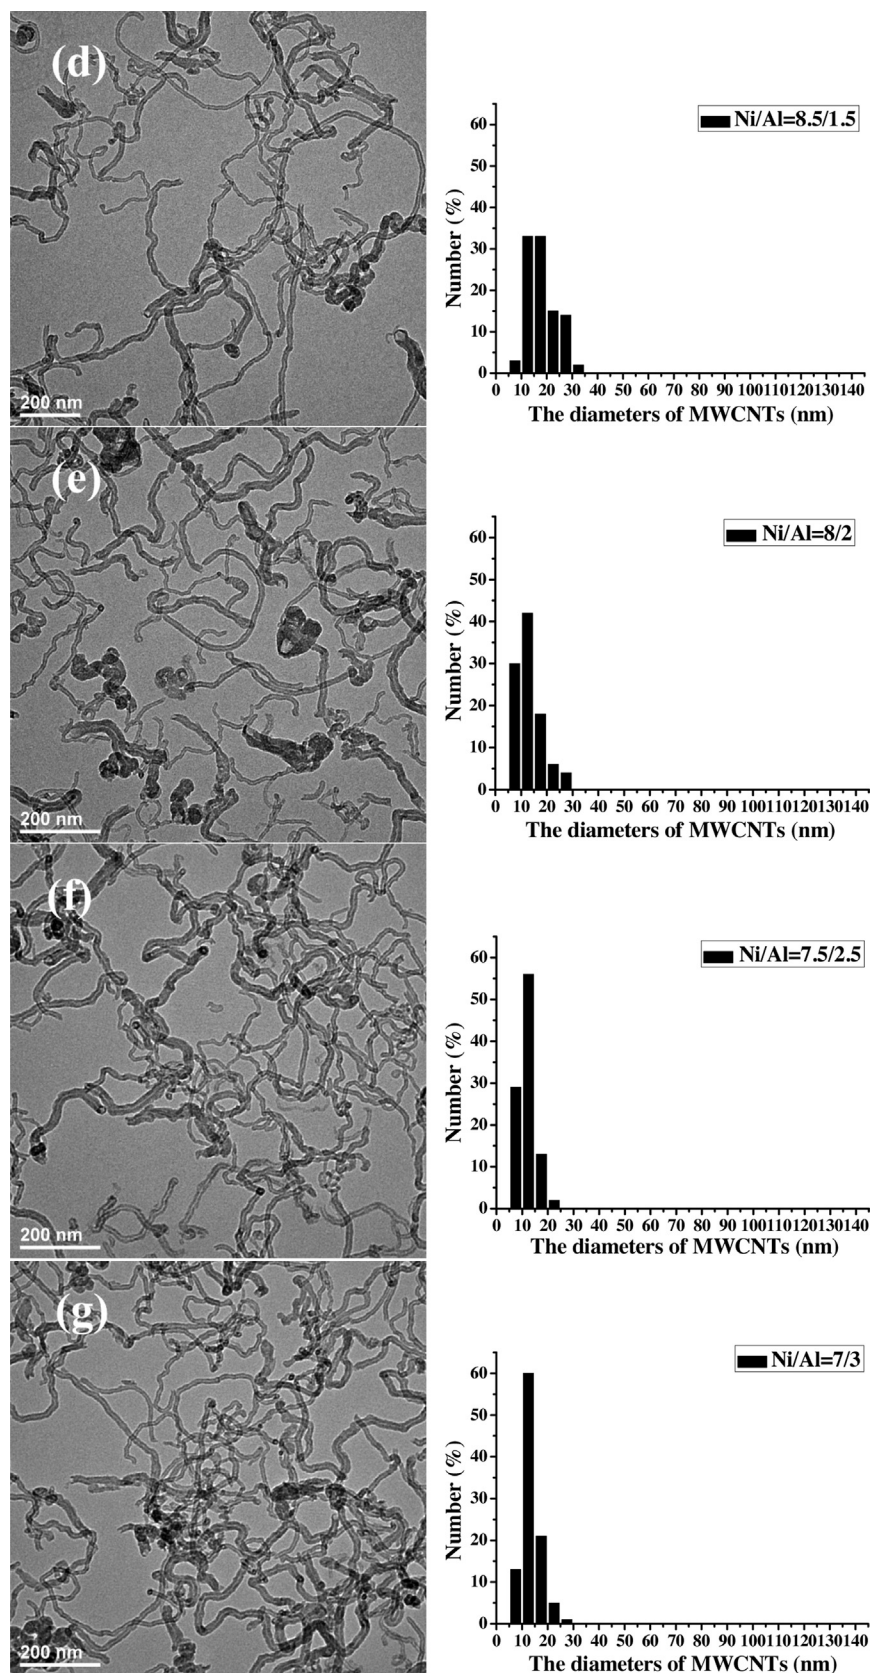 (d)
200 nm
Ni/Al=8.5/1.5
Number (%)
60
50
40
30
20
10
0
0 10 20 30 40 50 60 70 80 90 100110120130140
The diameters of MWCNTs (nm)
(e)
200 nm
Ni/Al=8/2
Number (%)
60
50
40
30
20
10
0
0 10 20 30 40 50 60 70 80 90 100110120130140
The diameters of MWCNTs (nm)
(f)
200 nm
Ni/Al=7.5/2.5
Number (%)
60
50
40
30
20
10
0
0 10 20 30 40 50 60 70 80 90 100110120130140
The diameters of MWCNTs (nm)
(g)
200 nm
Ni/Al=7/3
Number (%)
60
50
40
30
20
10
0
0 10 20 30 40 50 60 70 80 90 100110120130140
The diameters of MWCNTs (nm)